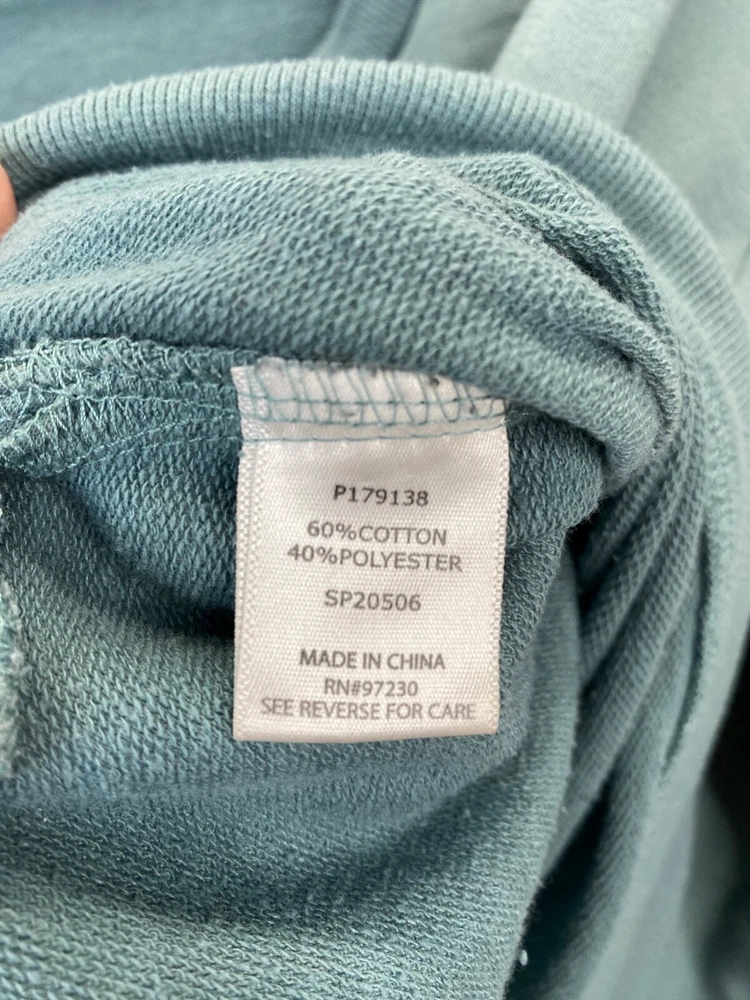 P179138
60%COTTON
40%POLYESTER
SP20506
MADE IN CHINA
RN#97230
SEE REVERSE FOR CARE